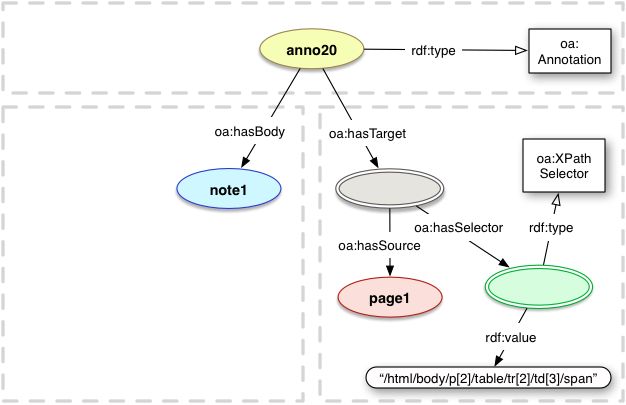 anno20
rdf:type
oa:
Annotation
oa:hasBody
oa:hasTarget
note1
oa:XPath
Selector
oa:hasSelector
rdf:type
oa:hasSource
page1
rdf:value
“/html/body/p[2]/table/tr[2]/td[3]/span”